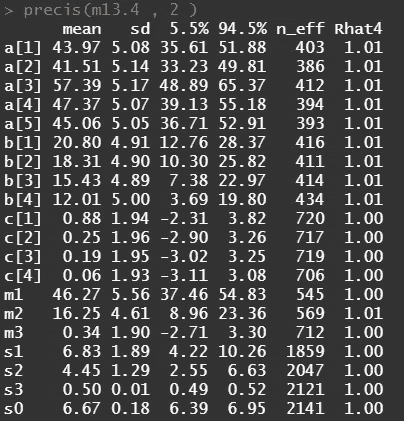 > precis(m13.4 , 2 )
mean sd 5.5% 94.5% n_eff Rhat4
a[1] 43.97 5.08 35.61 51.88 403 1.01
a[2] 41.51 5.14 33.23 49.81 386 1.01
a[3] 57.39 5.17 48.89 65.37 412 1.01
a[4] 47.37 5.07 39.13 55.18 394 1.01
a[5] 45.06 5.05 36.71 52.91 393 1.01
b[1] 20.80 4.91 12.76 28.37 416 1.01
b[2] 18.31 4.90 10.30 25.82 411 1.01
b[3] 15.43 4.89 7.38 22.97 414 1.01
b[4] 12.01 5.00 3.69 19.80 434 1.01
c[1] 0.88 1.94 -2.31 3.82 720 1.00
c[2] 0.25 1.96 -2.90 3.26 717 1.00
c[3] 0.19 1.95 -3.02 3.25 719 1.00
c[4] 0.06 1.93 -3.11 3.08 706 1.00
m1 46.27 5.56 37.46 54.83 545 1.00
m2 16.25 4.61 8.96 23.36 569 1.01
m3 0.34 1.90 -2.71 3.30 712 1.00
s1 6.83 1.89 4.22 10.26 1859 1.00
s2 4.45 1.29 2.55 6.63 2047 1.00
s3 0.50 0.01 0.49 0.52 2121 1.00
s0 6.67 0.18 6.39 6.95 2141 1.00